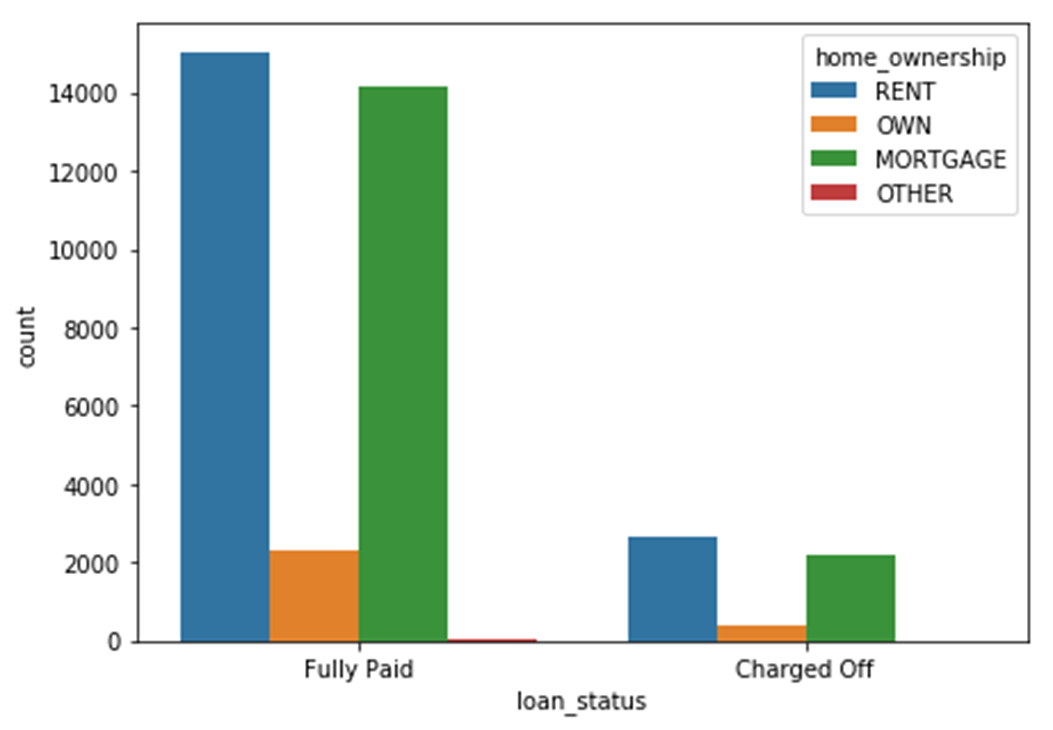 home_ownership
RENT
OWN
MORTGAGE
OTHER
14000
12000
10000
8000
6000
4000
2000
0
count
Fully Paid
Charged Off
loan_status